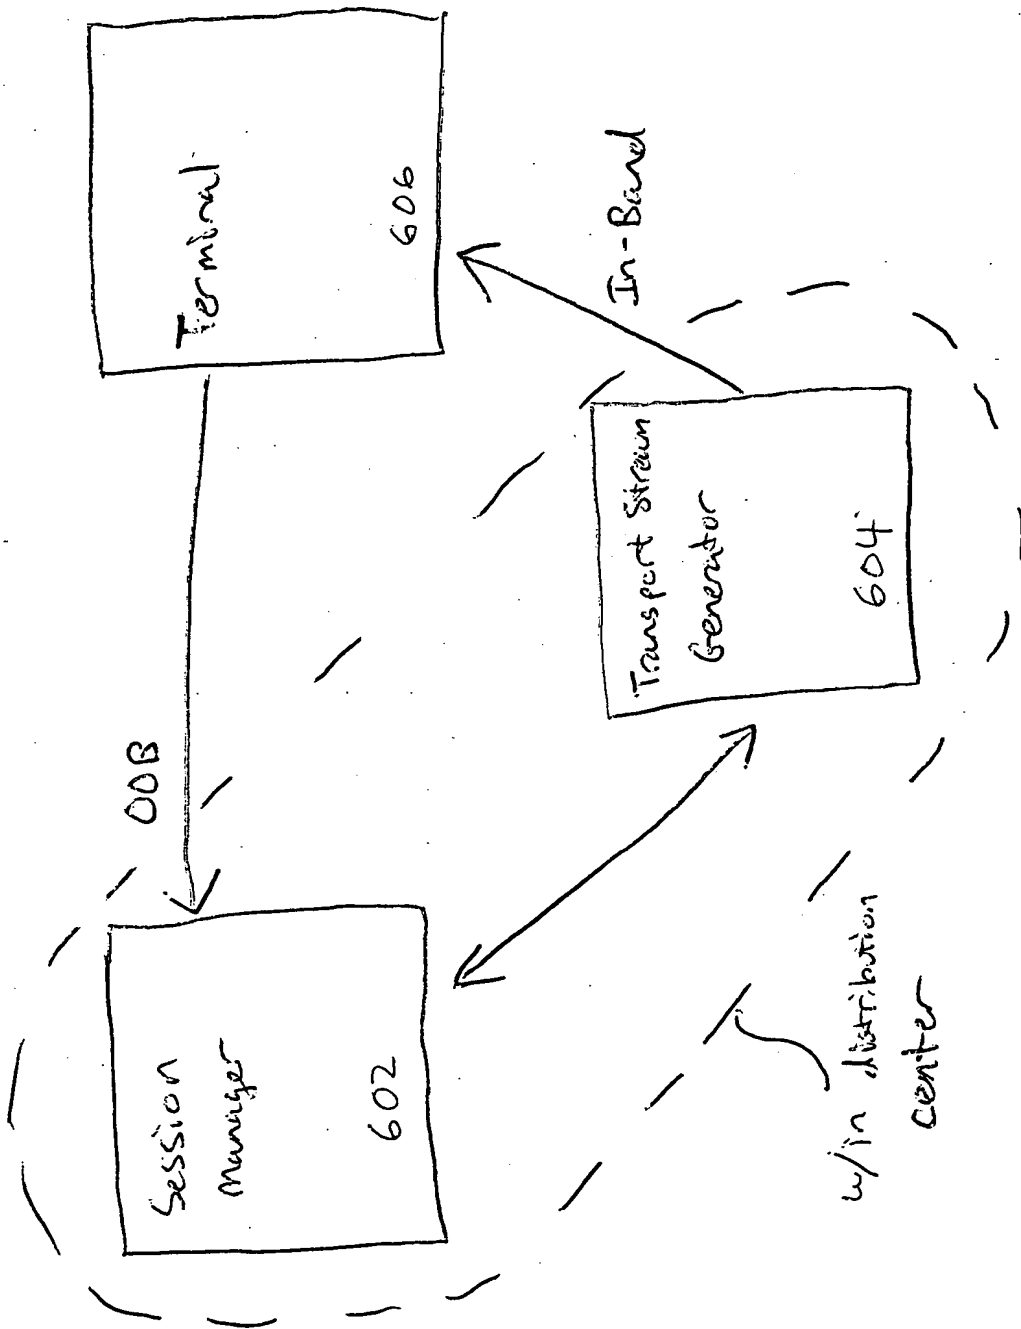 Session
Manager
602
OOB
Terminal
606
Transport Stream
Generator
604
In-Band
w/in distribution
center